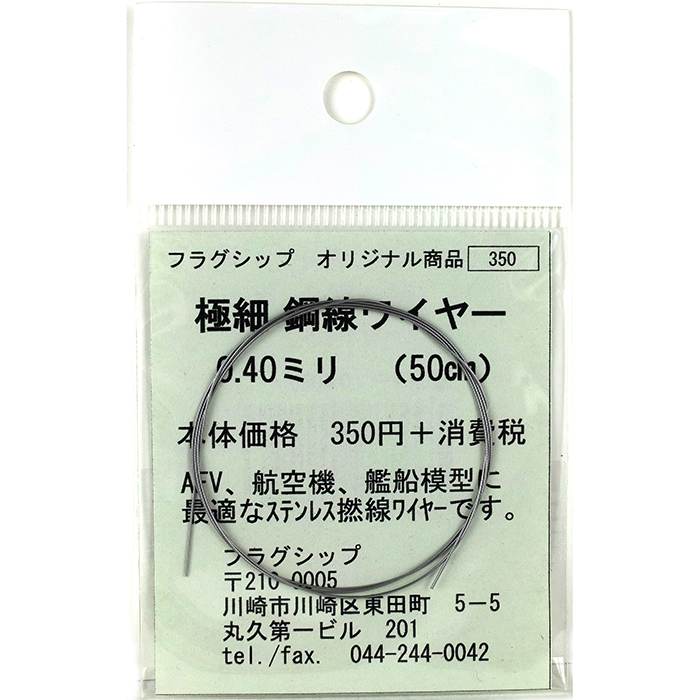 フラグシップ オリジナル商品 350
極細 鋼線ワイヤー
0.40ミリ (50㎝)
本体価格 350円＋消費税
AFV、航空機、艦船模型に
最適なｽﾃﾝﾚｽ撚線ﾜｲﾔｰです。
フラグシップ
〒210-0005
川崎市川崎区東田町 5－5
丸久第一ビル 201
tel./fax. 044-244-0042